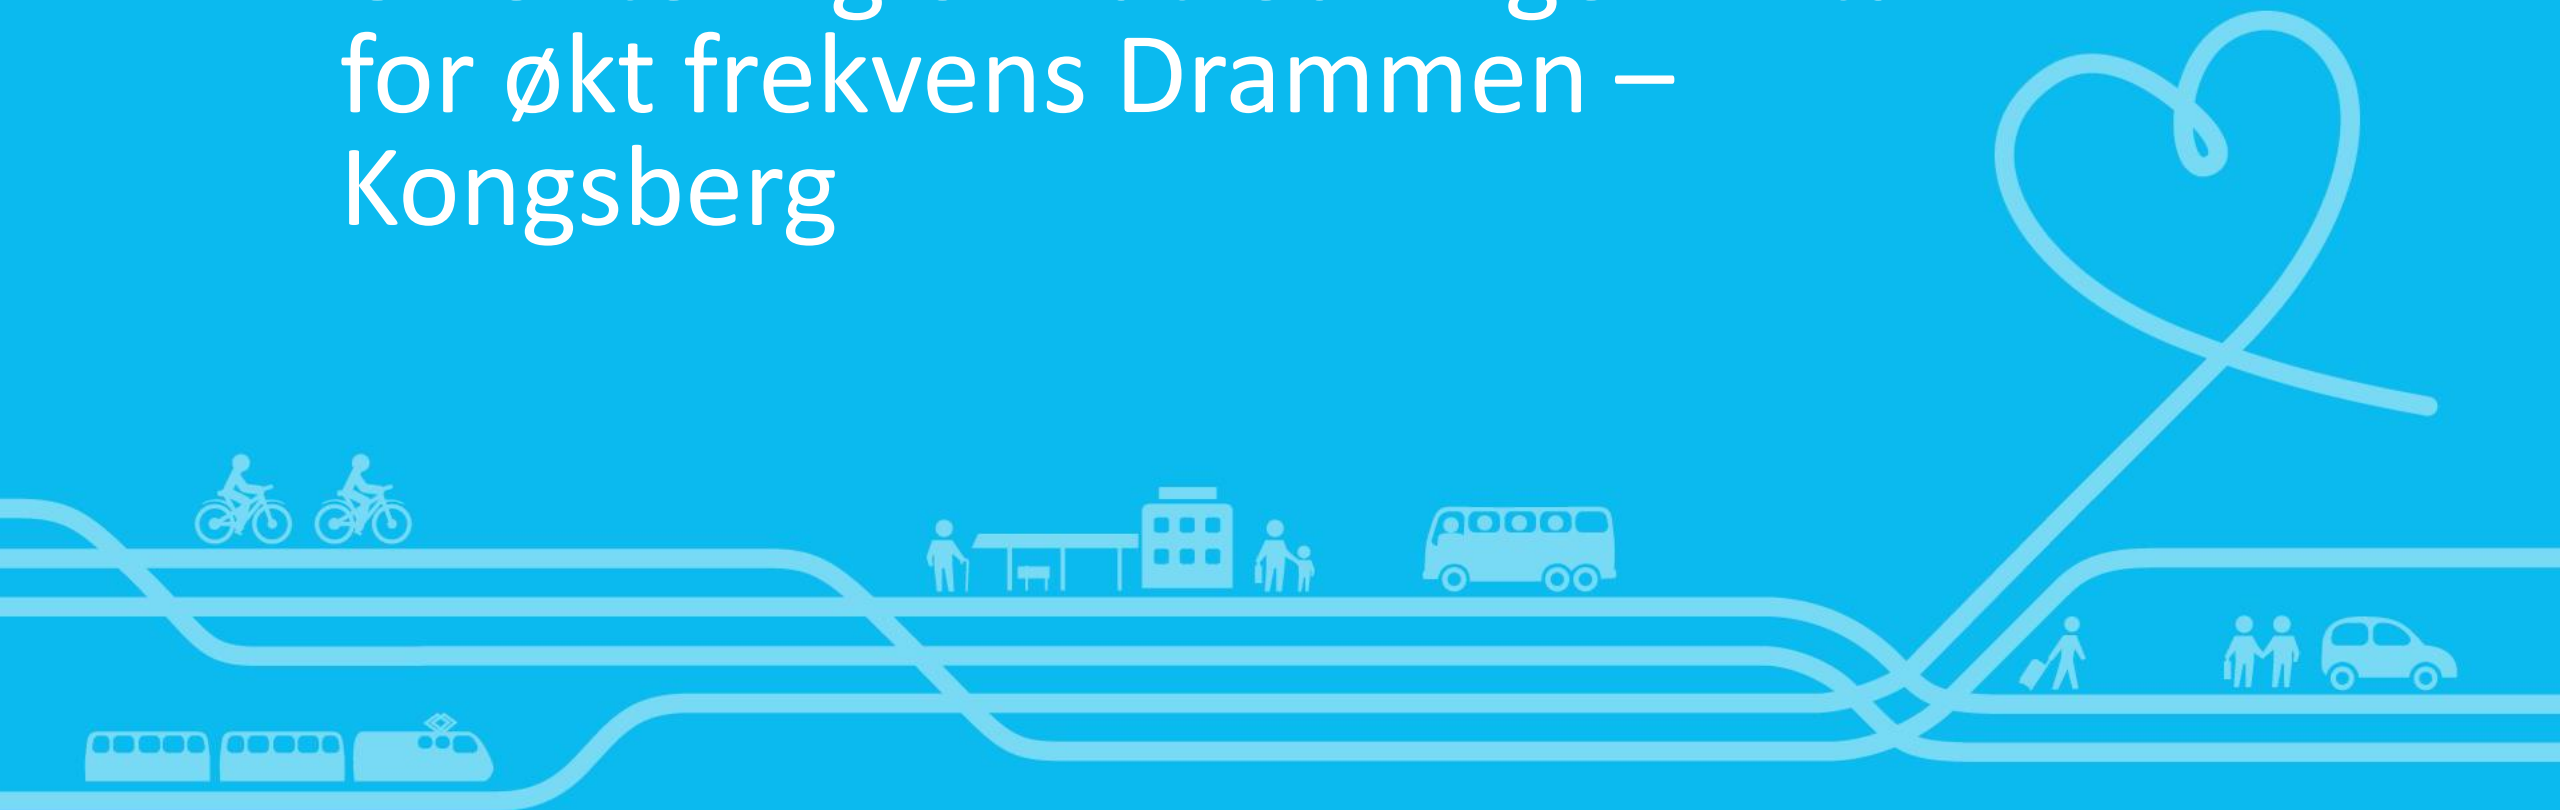 for økt frekvens Drammen –
Kongsberg